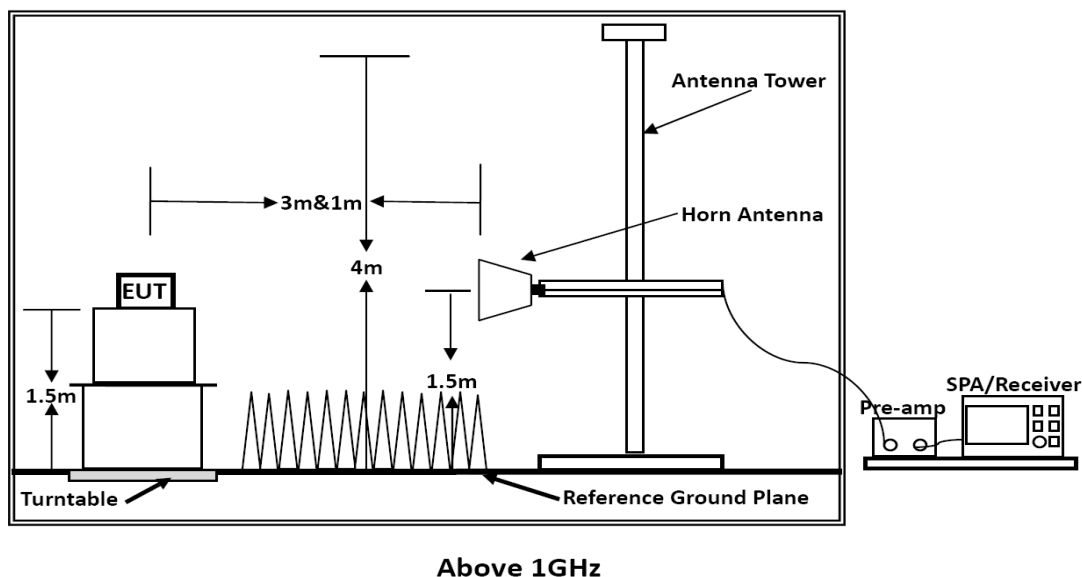 Antenna Tower
3m&1m
Horn Antenna
4m
EUT
1.5m
1.5m
SPA/Receiver
Pre-amp
Turntable
Reference Ground Plane
Above 1GHz